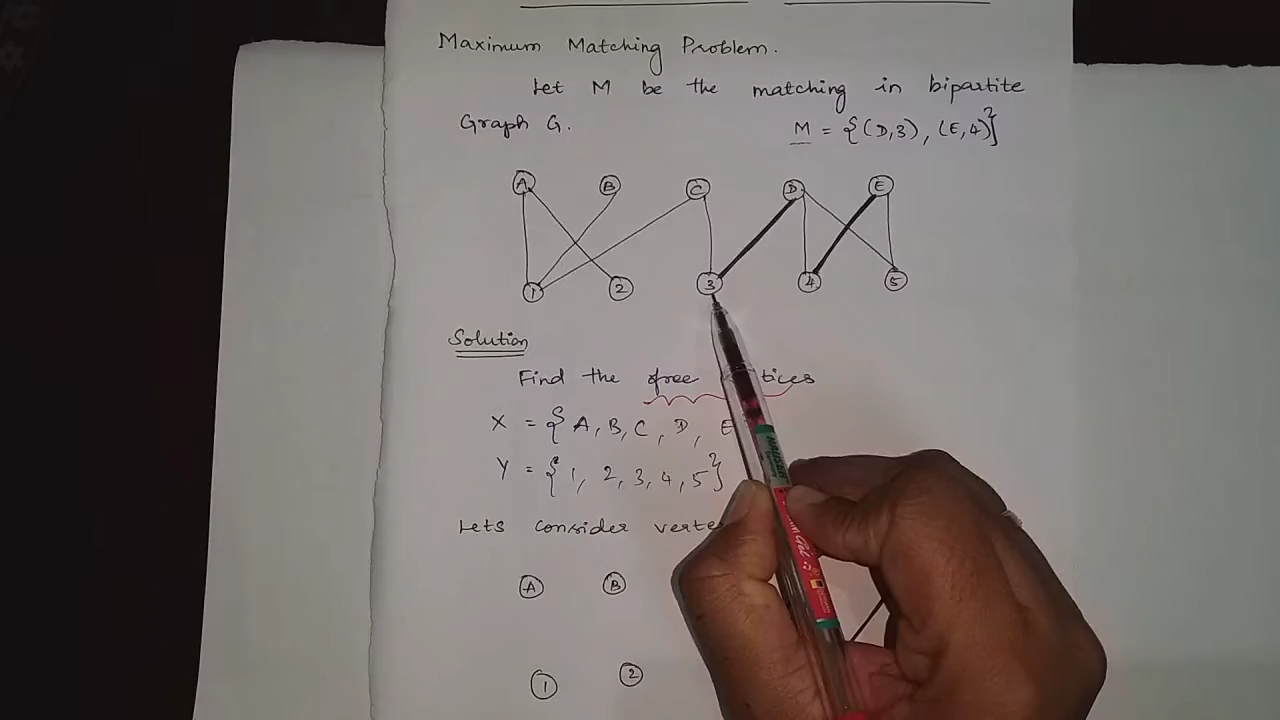 Maximum Matching Problem.
Let M be the matching in bipartite
Graph G. M = {(D,3), (E,4)}
A B C D E
1 2 3 4 5
Solution
Find the free
X = { A, B, C, D, E
Y = { 1, 2, 3, 4, 5}
Lets consider
A B
1 2